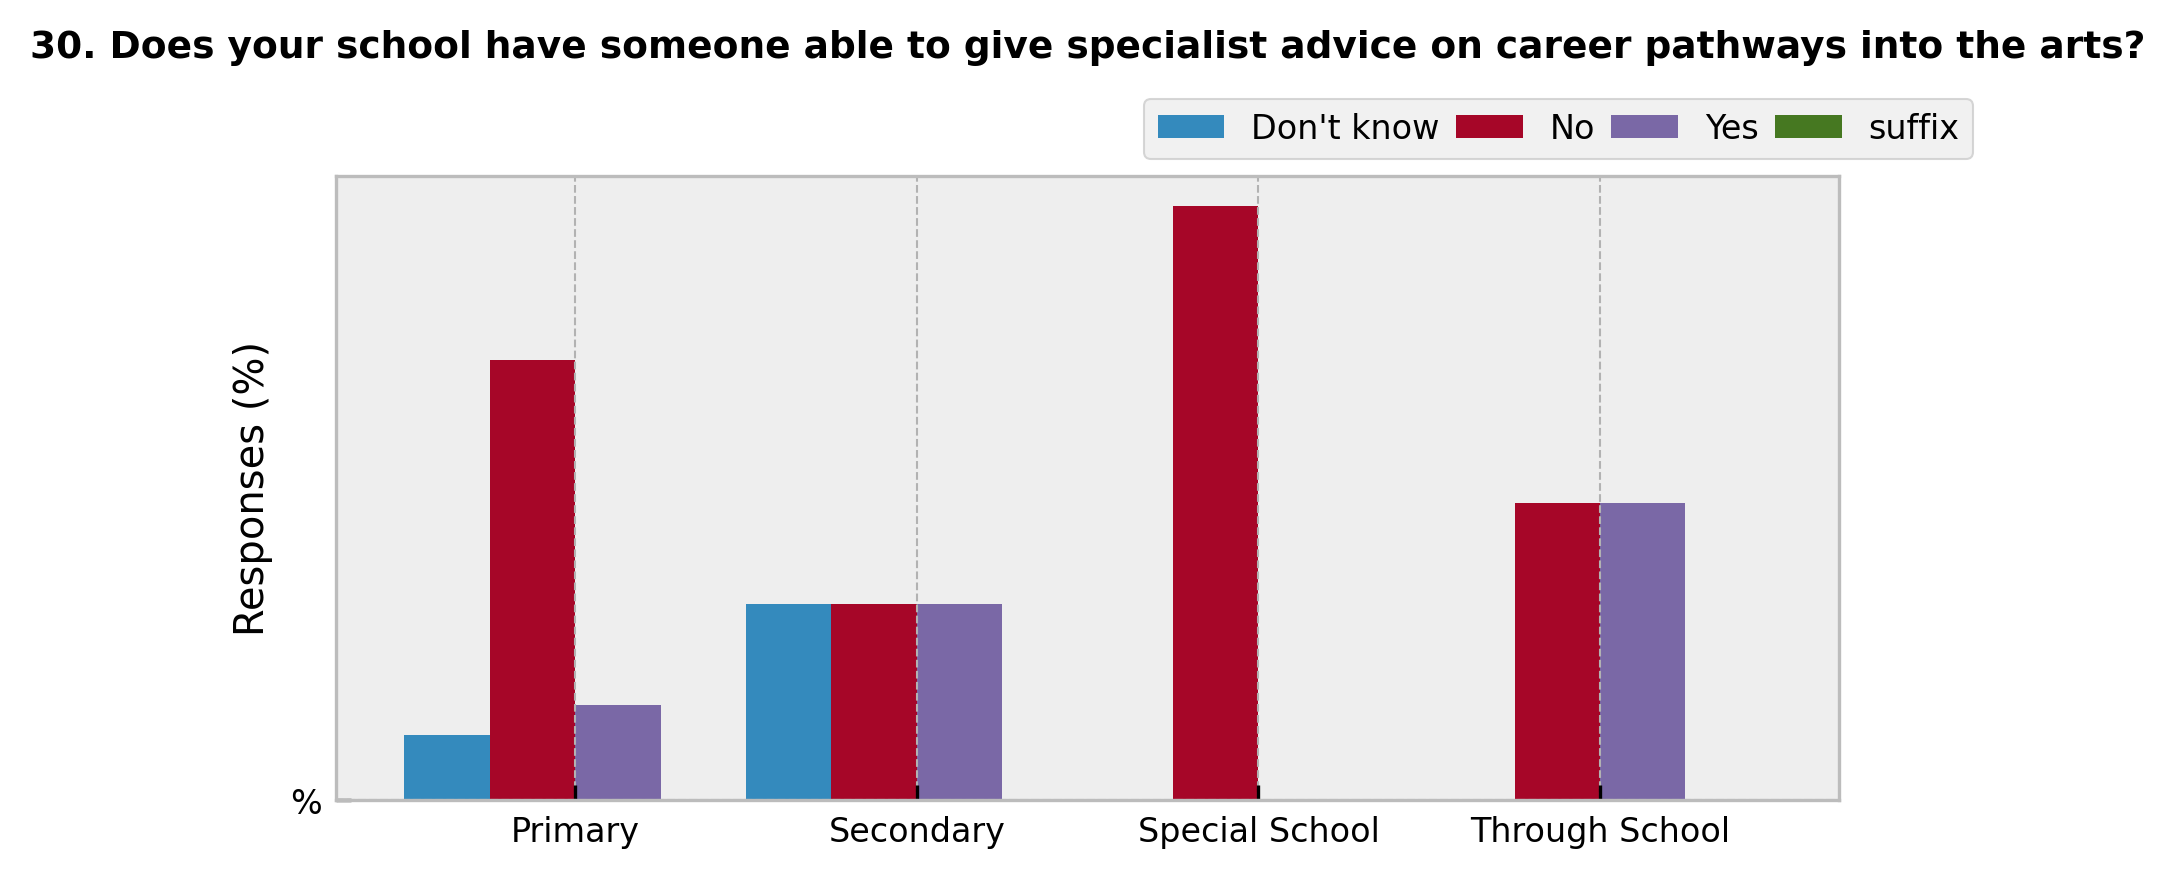 30. Does your school have someone able to give specialist advice on career pathways into the arts?
Don't know No Yes suffix
Responses (%)
%
Primary Secondary Special School Through School